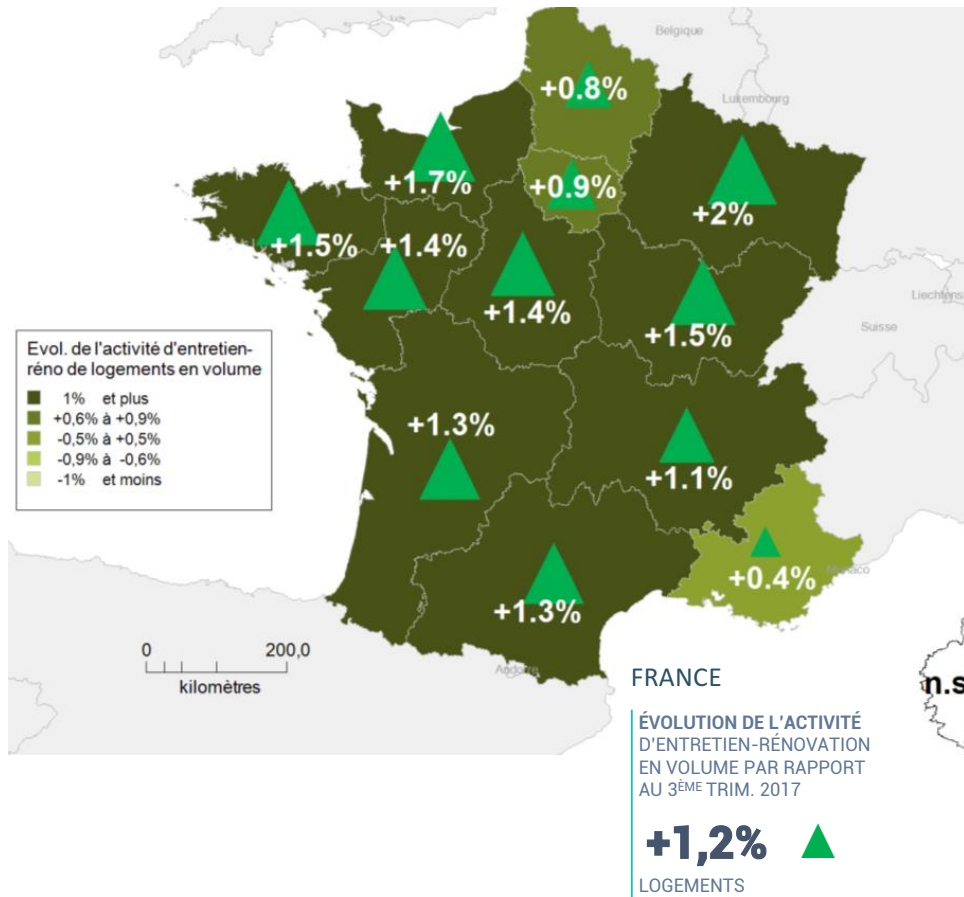 Belgique
Luxembourg
+0.8%
+1.7%
+0.9%
+2%
+1.5%
+1.4%
+1.4%
+1.5%
Liechtens
Suisse
Evol. de l'activité d'entretien-
réno de logements en volume
1% et plus
+0,6% à +0,9%
-0,5% à +0,5%
-0,9% à -0,6%
-1% et moins
+1.3%
+1.1%
+0.4%
Monaco
+1.3%
0 200,0
kilomètres
Andorre
n.s
FRANCE
ÉVOLUTION DE L'ACTIVITÉ
D'ENTRETIEN-RÉNOVATION
EN VOLUME PAR RAPPORT
AU 3ÈME TRIM. 2017
+1,2%
LOGEMENTS